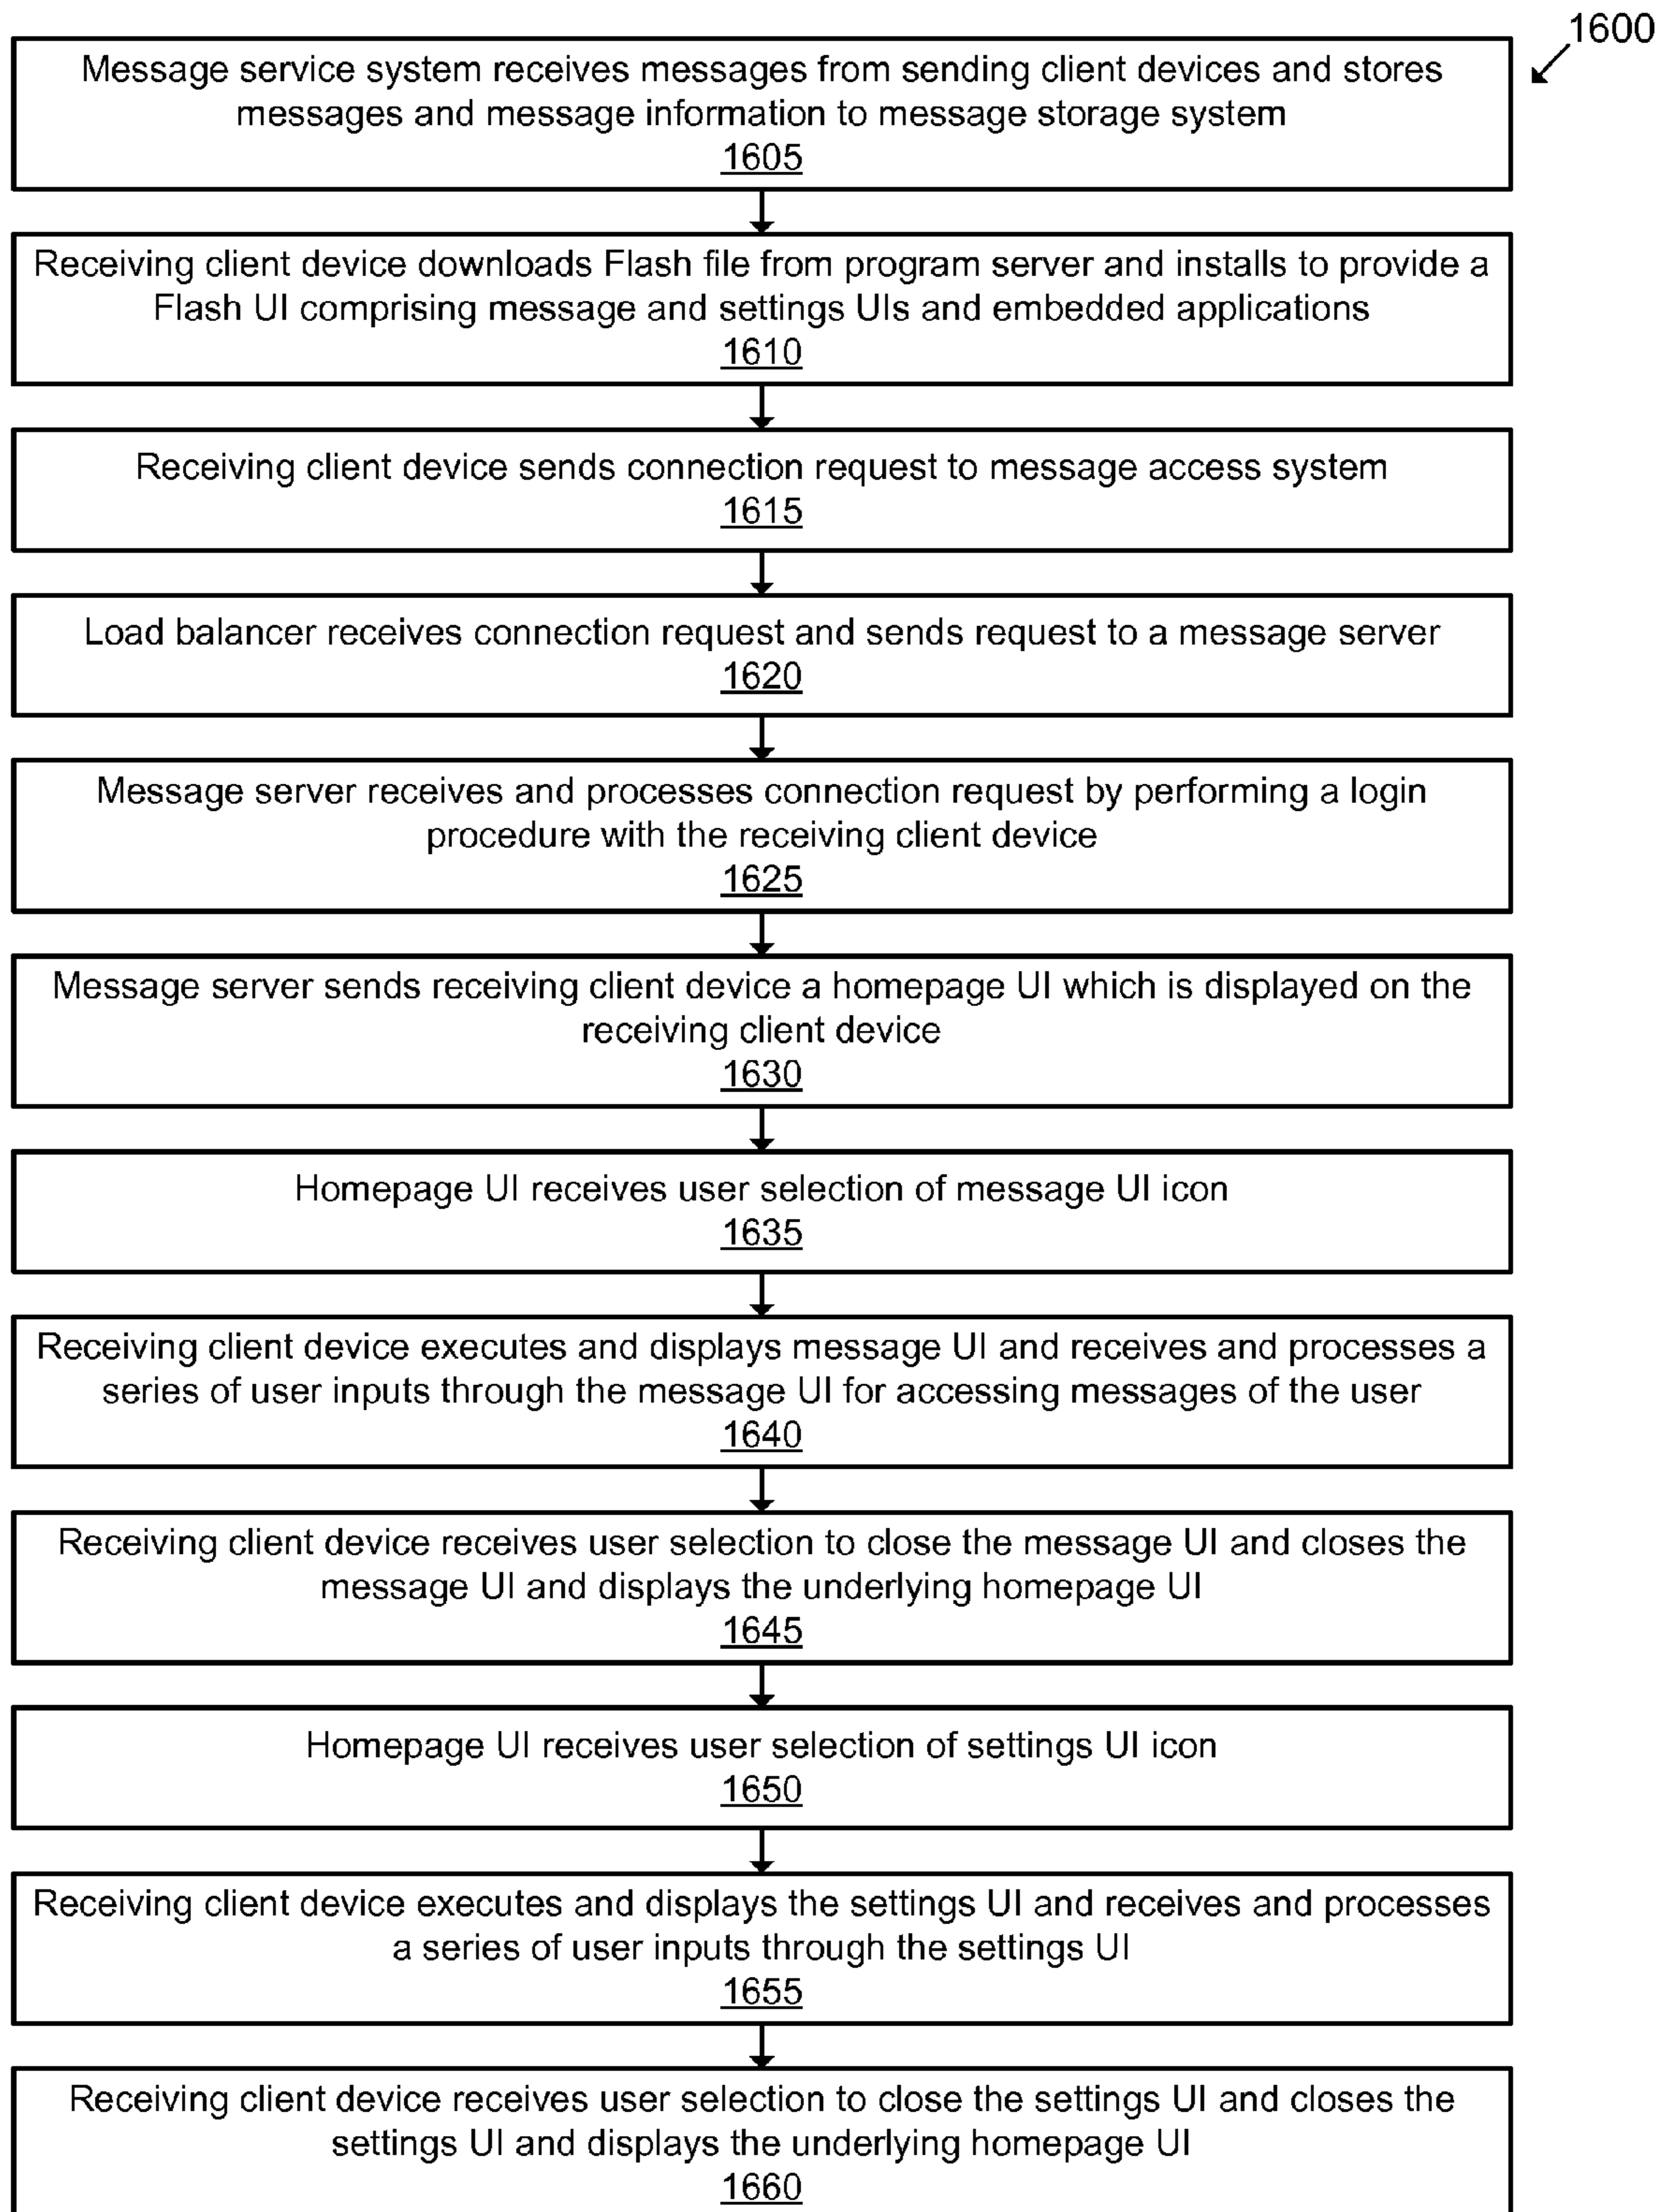 1600
Message service system receives messages from sending client devices and stores
messages and message information to message storage system
1605
Receiving client device downloads Flash file from program server and installs to provide a
Flash UI comprising message and settings UIs and embedded applications
1610
Receiving client device sends connection request to message access system
1615
Load balancer receives connection request and sends request to a message server
1620
Message server receives and processes connection request by performing a login
procedure with the receiving client device
1625
Message server sends receiving client device a homepage UI which is displayed on the
receiving client device
1630
Homepage UI receives user selection of message UI icon
1635
Receiving client device executes and displays message UI and receives and processes a
series of user inputs through the message UI for accessing messages of the user
1640
Receiving client device receives user selection to close the message UI and closes the
message UI and displays the underlying homepage UI
1645
Homepage UI receives user selection of settings UI icon
1650
Receiving client device executes and displays the settings UI and receives and processes
a series of user inputs through the settings UI
1655
Receiving client device receives user selection to close the settings UI and closes the
settings UI and displays the underlying homepage UI
1660